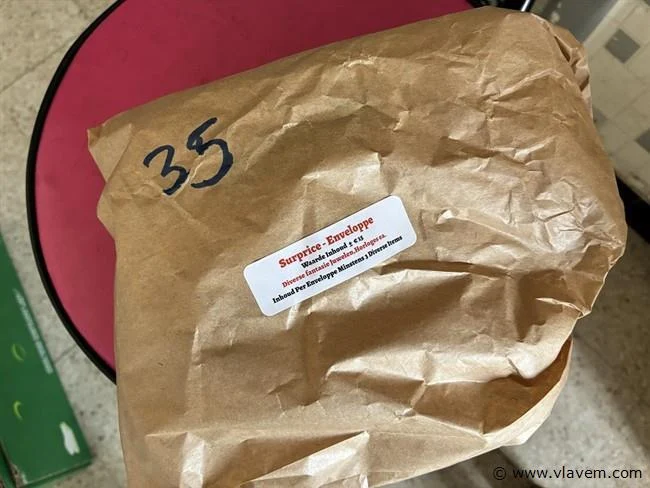 35
Surprice - Enveloppe
Waarde Inhoud ± € 15
Diverse fantasie Juwelen, Horloges ea.
Inhoud Per Enveloppe Minstens 3 Diverse Items
© www.vlavem.com